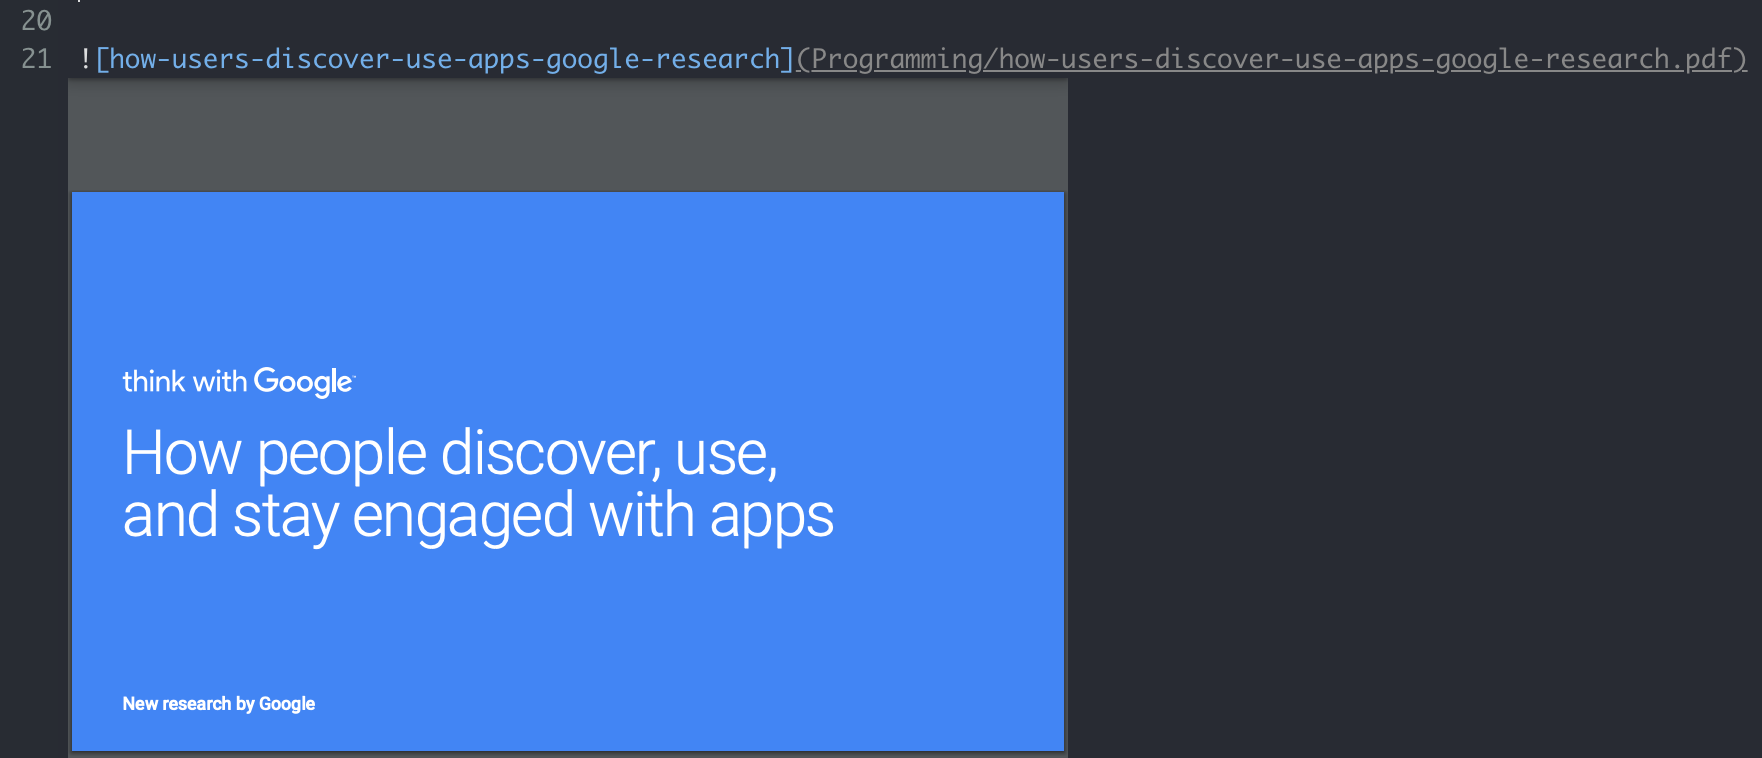 20
21 ![how-users-discover-use-apps-google-research](Programming/how-users-discover-use-apps-google-research.pdf)
think with Google™
How people discover, use,
and stay engaged with apps
New research by Google